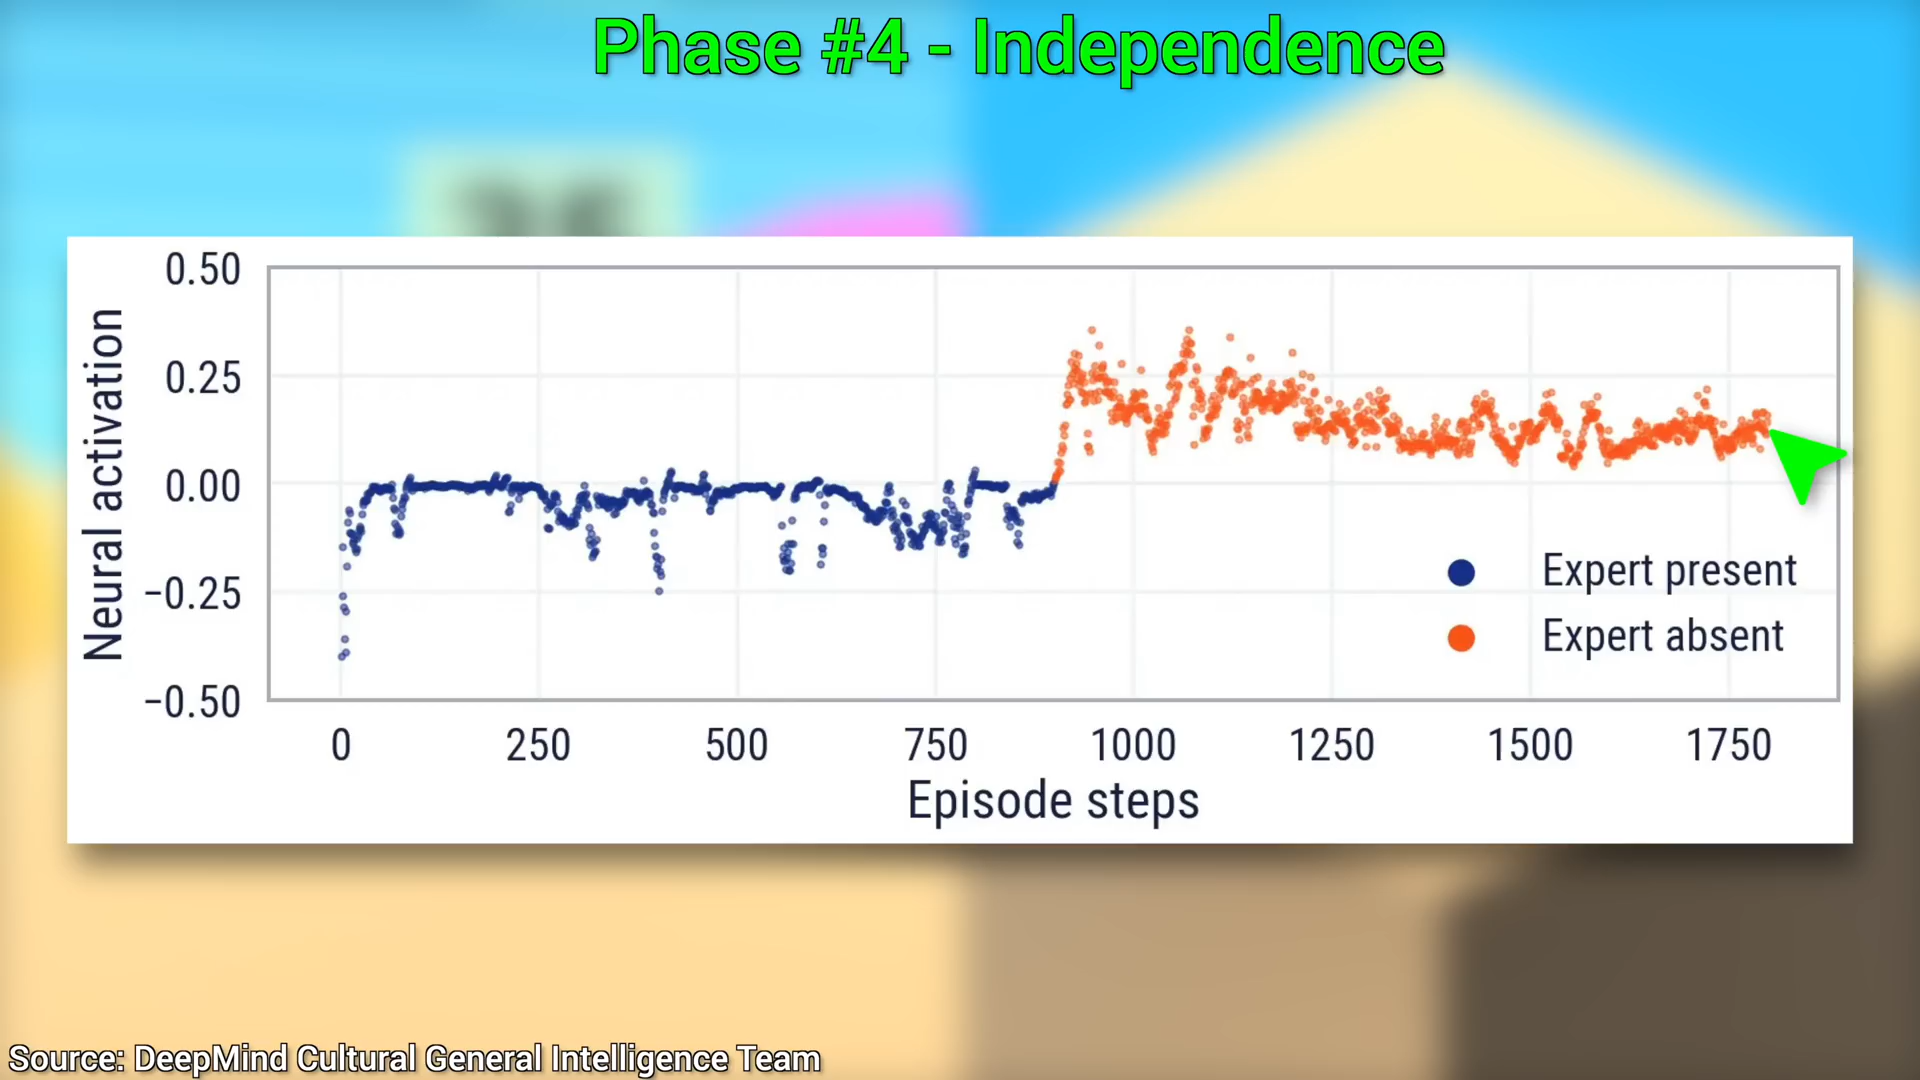 Phase #4 - Independence
Neural activation
0.50
0.25
0.00
−0.25
−0.50
Expert present
Expert absent
0 250 500 750 1000 1250 1500 1750
Episode steps
Source: DeepMind Cultural General Intelligence Team